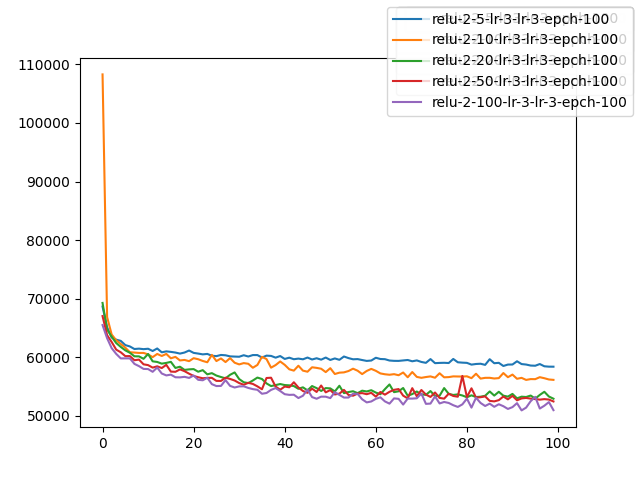 relu-2-5-lr-3-lr-3-epch-100
relu-2-10-lr-3-lr-3-epch-100
relu-2-20-lr-3-lr-3-epch-100
relu-2-50-lr-3-lr-3-epch-100
relu-2-100-lr-3-lr-3-epch-100
110000
100000
90000
80000
70000
60000
50000
0
20
40
60
80
100